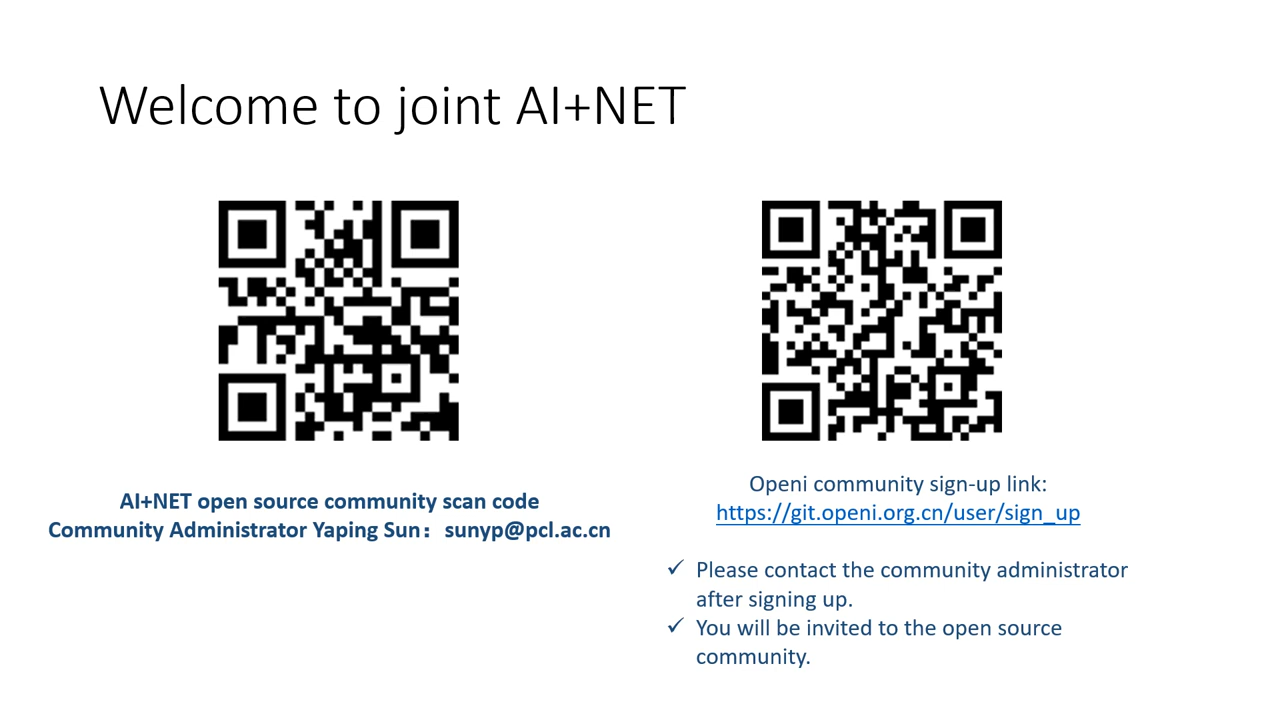 Welcome to joint AI+NET
AI+NET open source community scan code
Community Administrator Yaping Sun：sunyp@pcl.ac.cn
Openi community sign-up link:
https://git.openi.org.cn/user/sign_up
✓ Please contact the community administrator
after signing up.
✓ You will be invited to the open source
community.